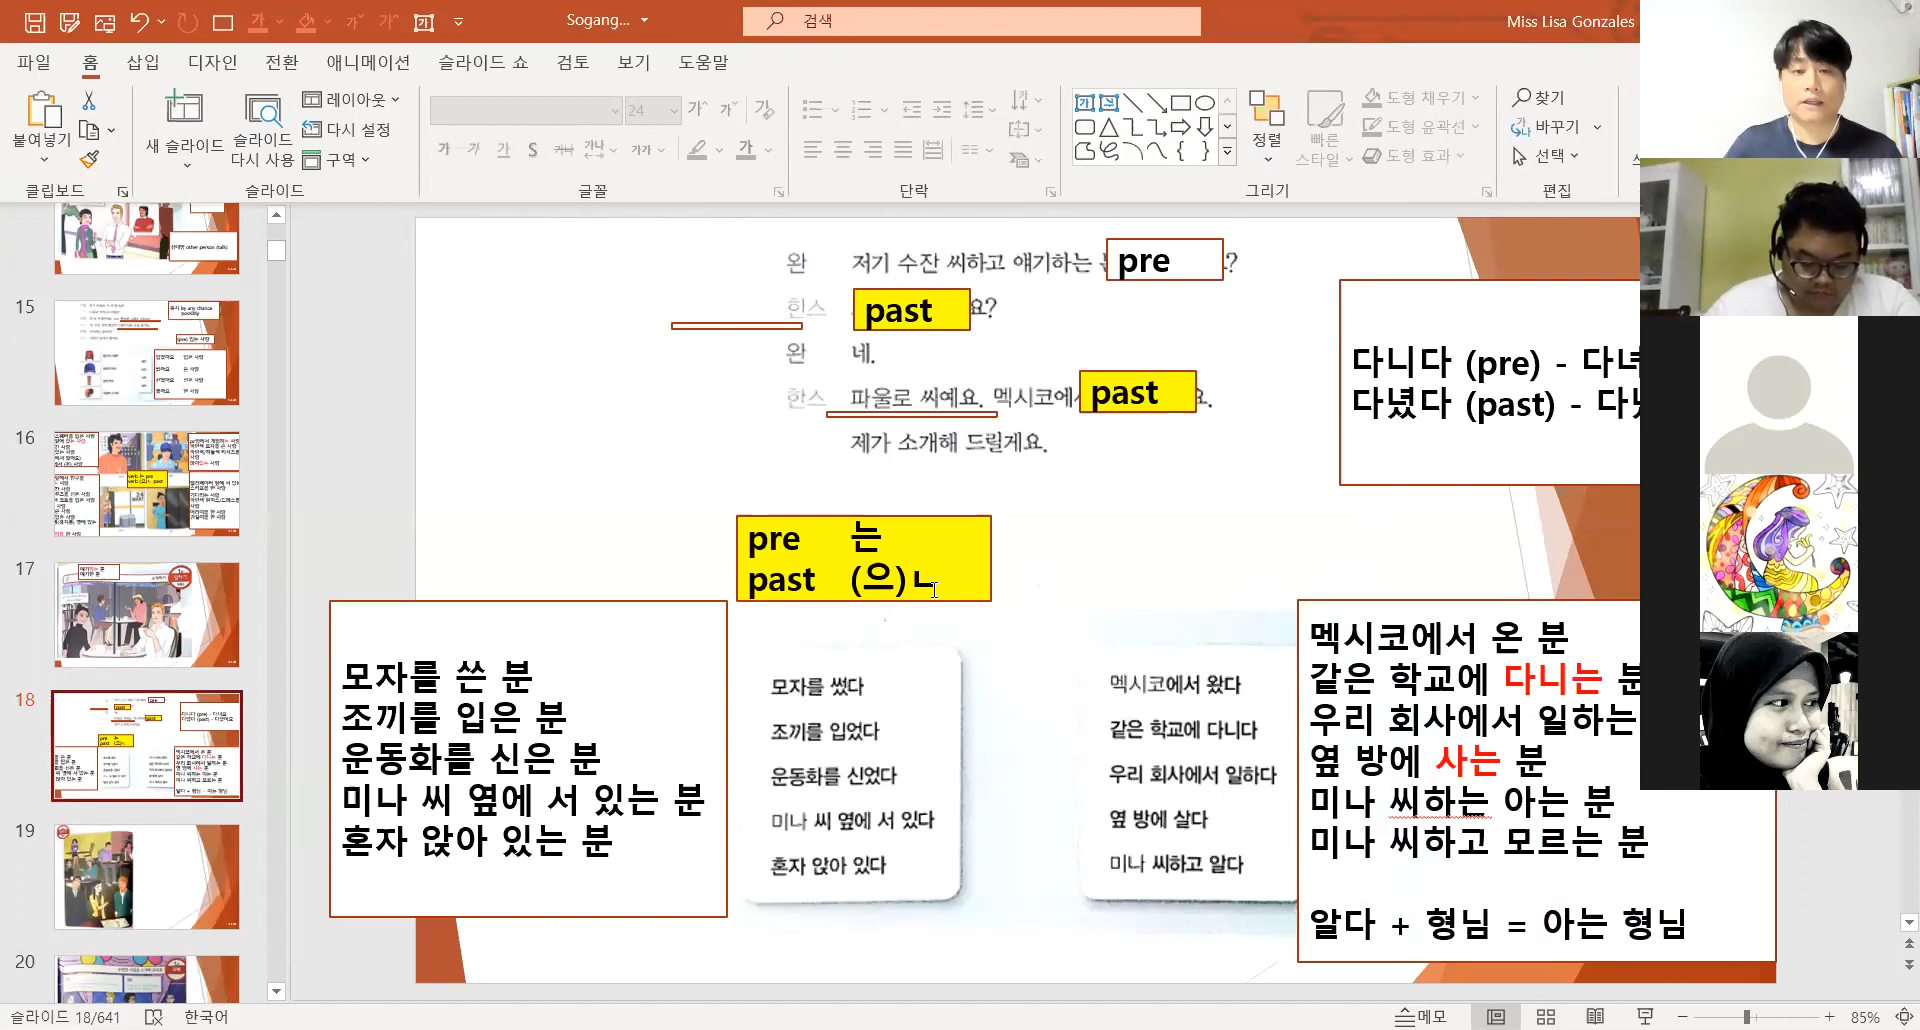 Sogang...
검색
Miss Lisa Gonzales
파일 홈 삽입 디자인 전환 애니메이션 슬라이드 쇼 검토 보기 도움말
붙여넣기
새 슬라이드
슬라이드 다시 사용
레이아웃
다시 설정
구역
24
정렬
빠른 스타일
도형 채우기
도형 윤곽선
도형 효과
찾기
바꾸기
선택
클립보드 슬라이드 글꼴 단락 그리기 편집
15
16
17
18
19
20
완 저기 수잔 씨하고 얘기하는 pre ?
한스 past 요?
완 네.
한스 파울로 씨예요. 멕시코에서 past 요.
제가 소개해 드릴게요.
다니다 (pre) - 다녀
다녔다 (past) - 다녔
pre 는
past (으)ㄴ
모자를 쓴 분
조끼를 입은 분
운동화를 신은 분
미나 씨 옆에 서 있는 분
혼자 앉아 있는 분
모자를 썼다
조끼를 입었다
운동화를 신었다
미나 씨 옆에 서 있다
혼자 앉아 있다
멕시코에서 왔다
같은 학교에 다니다
우리 회사에서 일하다
옆 방에 살다
미나 씨하고 알다
멕시코에서 온 분
같은 학교에 다니는 분
우리 회사에서 일하는
옆 방에 사는 분
미나 씨하는 아는 분
미나 씨하고 모르는 분
알다 + 형님 = 아는 형님
슬라이드 18/641 한국어
메모
85%